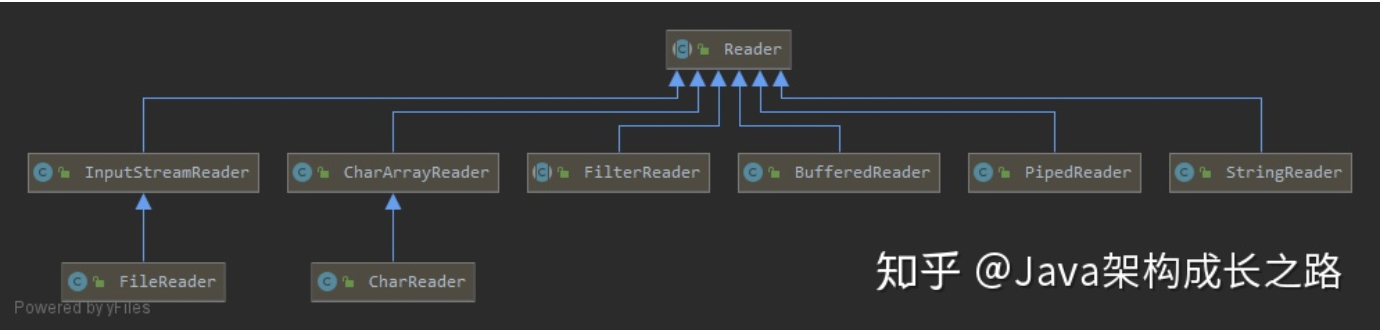 Reader
InputStreamReader
CharArrayReader
FilterReader
BufferedReader
PipedReader
StringReader
FileReader
CharReader
知乎 @Java架构成长之路
Powered by yFiles